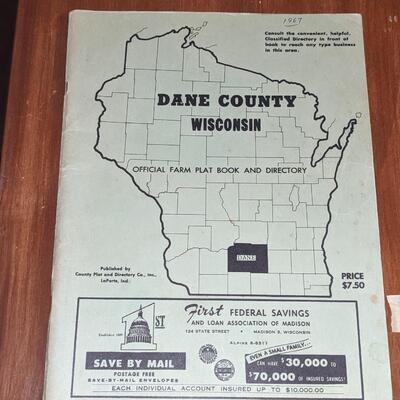 1967
Consult the convenient, helpful,
Classified Directory in front of
book to reach any type business
in this area.
DANE COUNTY
WISCONSIN
OFFICIAL FARM PLAT BOOK AND DIRECTORY
DANE
Published by
County Plat and Directory Co., Inc.,
LaPorte, Ind.
PRICE
$7.50
1ST
First FEDERAL SAVINGS
AND LOAN ASSOCIATION OF MADISON
124 STATE STREET • MADISON 3, WISCONSIN
ALPINE 6-8311
SAVE BY MAIL
POSTAGE FREE
SAVE-BY-MAIL ENVELOPES
EVEN A SMALL FAMILY...
CAN HAVE $30,000 TO
$70,000 OF INSURED SAVINGS!
EACH INDIVIDUAL ACCOUNT INSURED UP TO $10,000.00